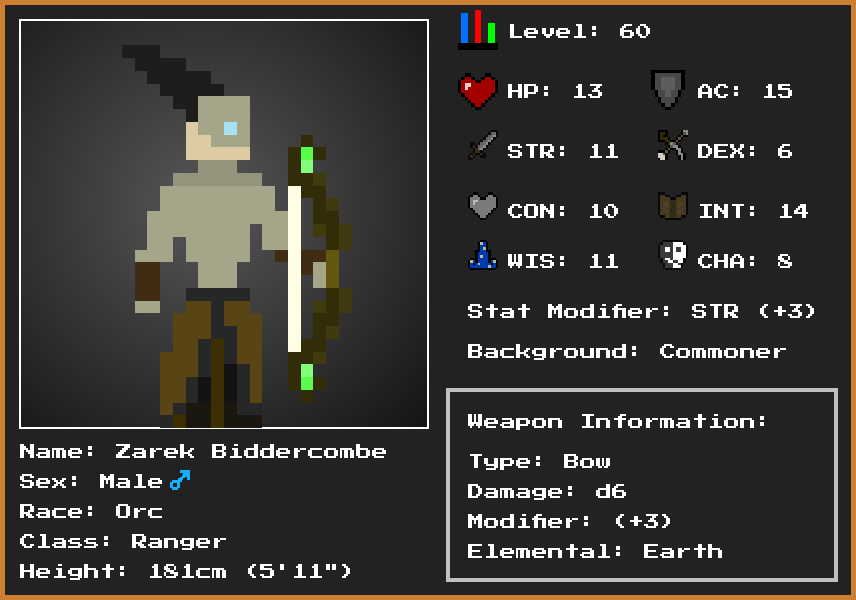 Level: 60
HP: 13 AC: 15
STR: 11 DEX: 6
CON: 10 INT: 14
WIS: 11 CHA: 8
Stat Modifier: STR (+3)
Background: Commoner
Weapon Information:
Type: Bow
Damage: d6
Modifier: (+3)
Elemental: Earth
Name: Zarek Biddercombe
Sex: Male ♂
Race: Orc
Class: Ranger
Height: 181cm (5'11")